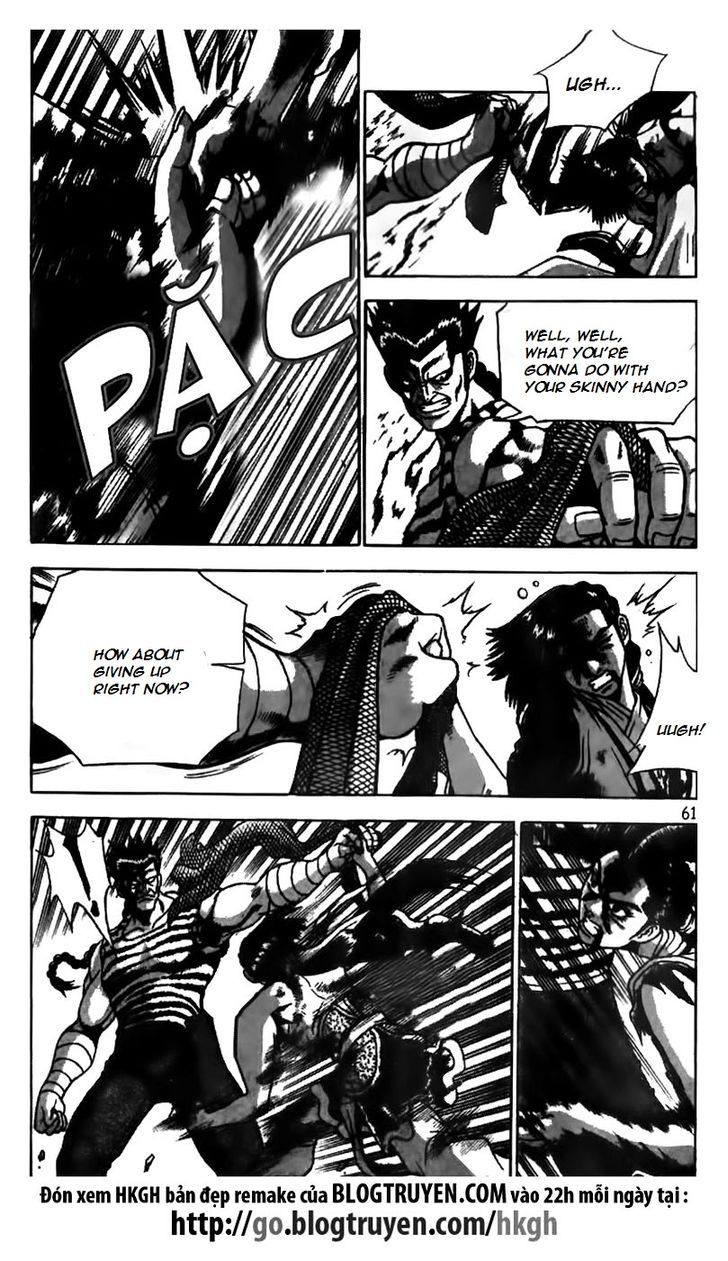 PẶC
UGH...
WELL, WELL,
WHAT YOU'RE
GONNA DO WITH
YOUR SKINNY HAND?
HOW ABOUT
GIVING UP
RIGHT NOW?
UUGH!
61
!
Đón xem HKGH bản đẹp remake của BLOGTRUYEN.COM vào 22h mỗi ngày tại :
http://go.blogtruyen.com/hkgh